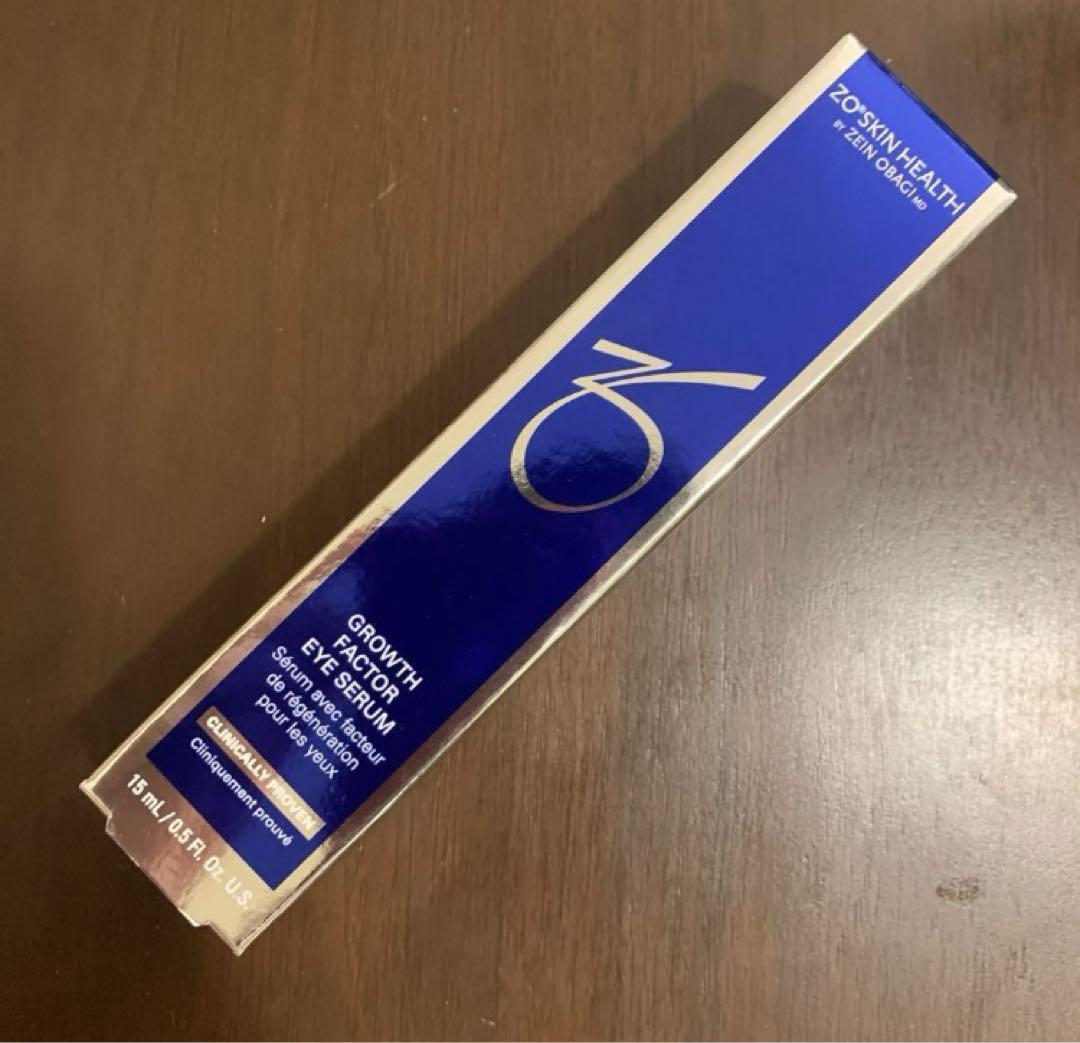 ZO® SKIN HEALTH
BY ZEIN OBAGI MD
ZO
GROWTH
FACTOR
EYE SERUM
Sérum avec facteur
de régénération
pour les yeux
CLINICALLY PROVEN
Cliniquement prouvé
15 mL / 0.5 Fl. Oz. U.S.